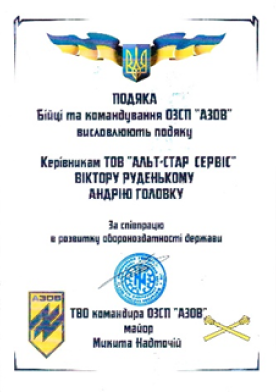 ПОДЯКА
Бійці та командування ОЗСП "АЗОВ"
висловлюють подяку
Керівникам ТОВ "АЛЬТ-СТАР СЕРВІС"
ВІКТОРУ РУДЕНЬКОМУ
АНДРІЮ ГОЛОВКУ
За співпрацю
в розвитку обороноздатності держави
АЗОВ
ТВО командира ОЗСП "АЗОВ"
майор
Микита Надточій